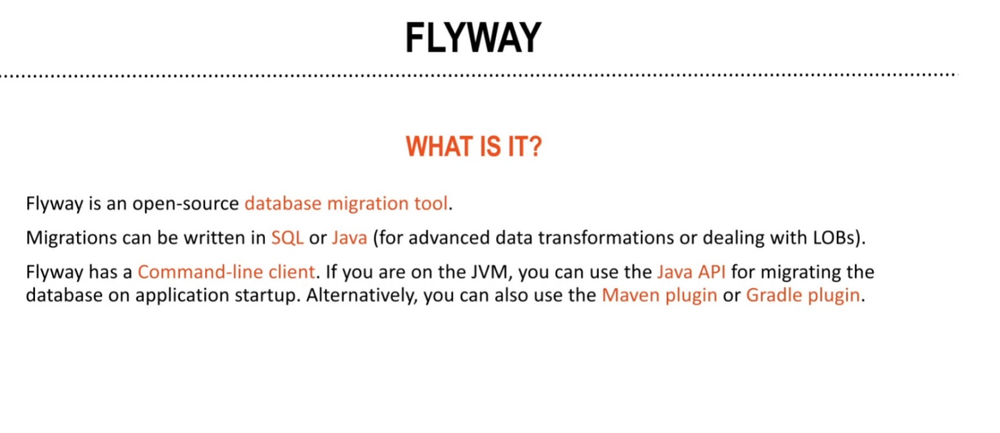 FLYWAY
WHAT IS IT?
Flyway is an open-source database migration tool.
Migrations can be written in SQL or Java (for advanced data transformations or dealing with LOBs).
Flyway has a Command-line client. If you are on the JVM, you can use the Java API for migrating the
database on application startup. Alternatively, you can also use the Maven plugin or Gradle plugin.